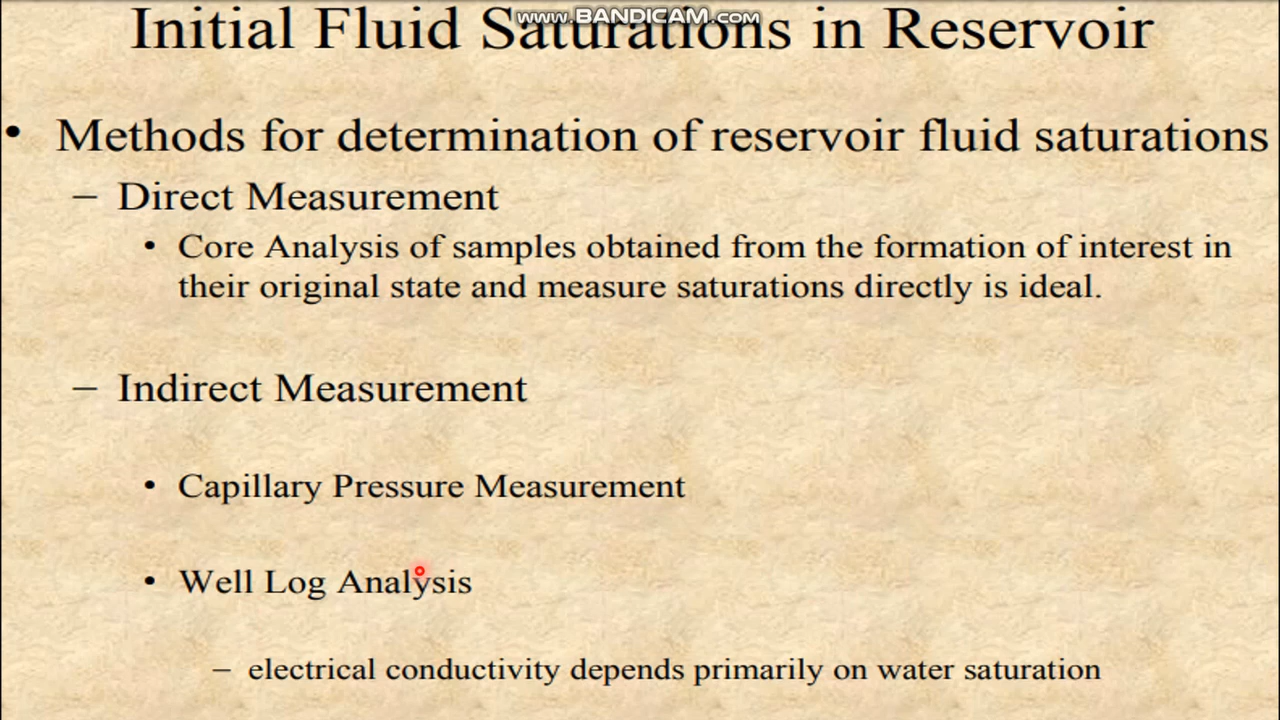 www.BANDICAM.com
Initial Fluid Saturations in Reservoir
• Methods for determination of reservoir fluid saturations
– Direct Measurement
• Core Analysis of samples obtained from the formation of interest in
their original state and measure saturations directly is ideal.
– Indirect Measurement
• Capillary Pressure Measurement
• Well Log Analysis
– electrical conductivity depends primarily on water saturation